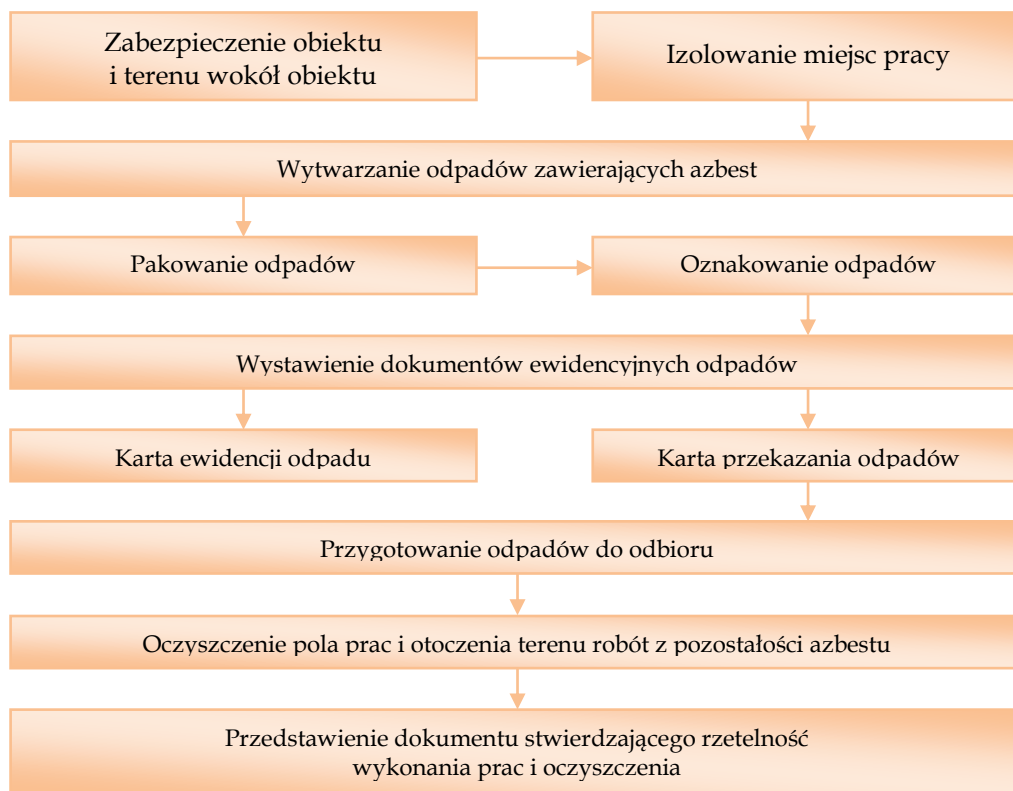 Zabezpieczenie obiektu
i terenu wokół obiektu
Izolowanie miejsc pracy
Wytwarzanie odpadów zawierających azbest
Pakowanie odpadów
Oznakowanie odpadów
Wystawienie dokumentów ewidencyjnych odpadów
Karta ewidencji odpadu
Karta przekazania odpadów
Przygotowanie odpadów do odbioru
Oczyszczenie pola prac i otoczenia terenu robót z pozostałości azbestu
Przedstawienie dokumentu stwierdzającego rzetelność
wykonania prac i oczyszczenia